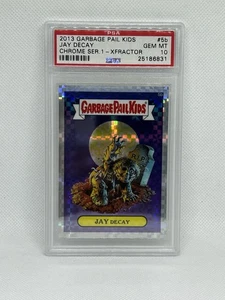 PSA
2013 GARBAGE PAIL KIDS #5b
JAY DECAY GEM MT
CHROME SER.1 - XFRACTOR 10
25186831
GARBAGE PAIL KIDS
JAY DECAY